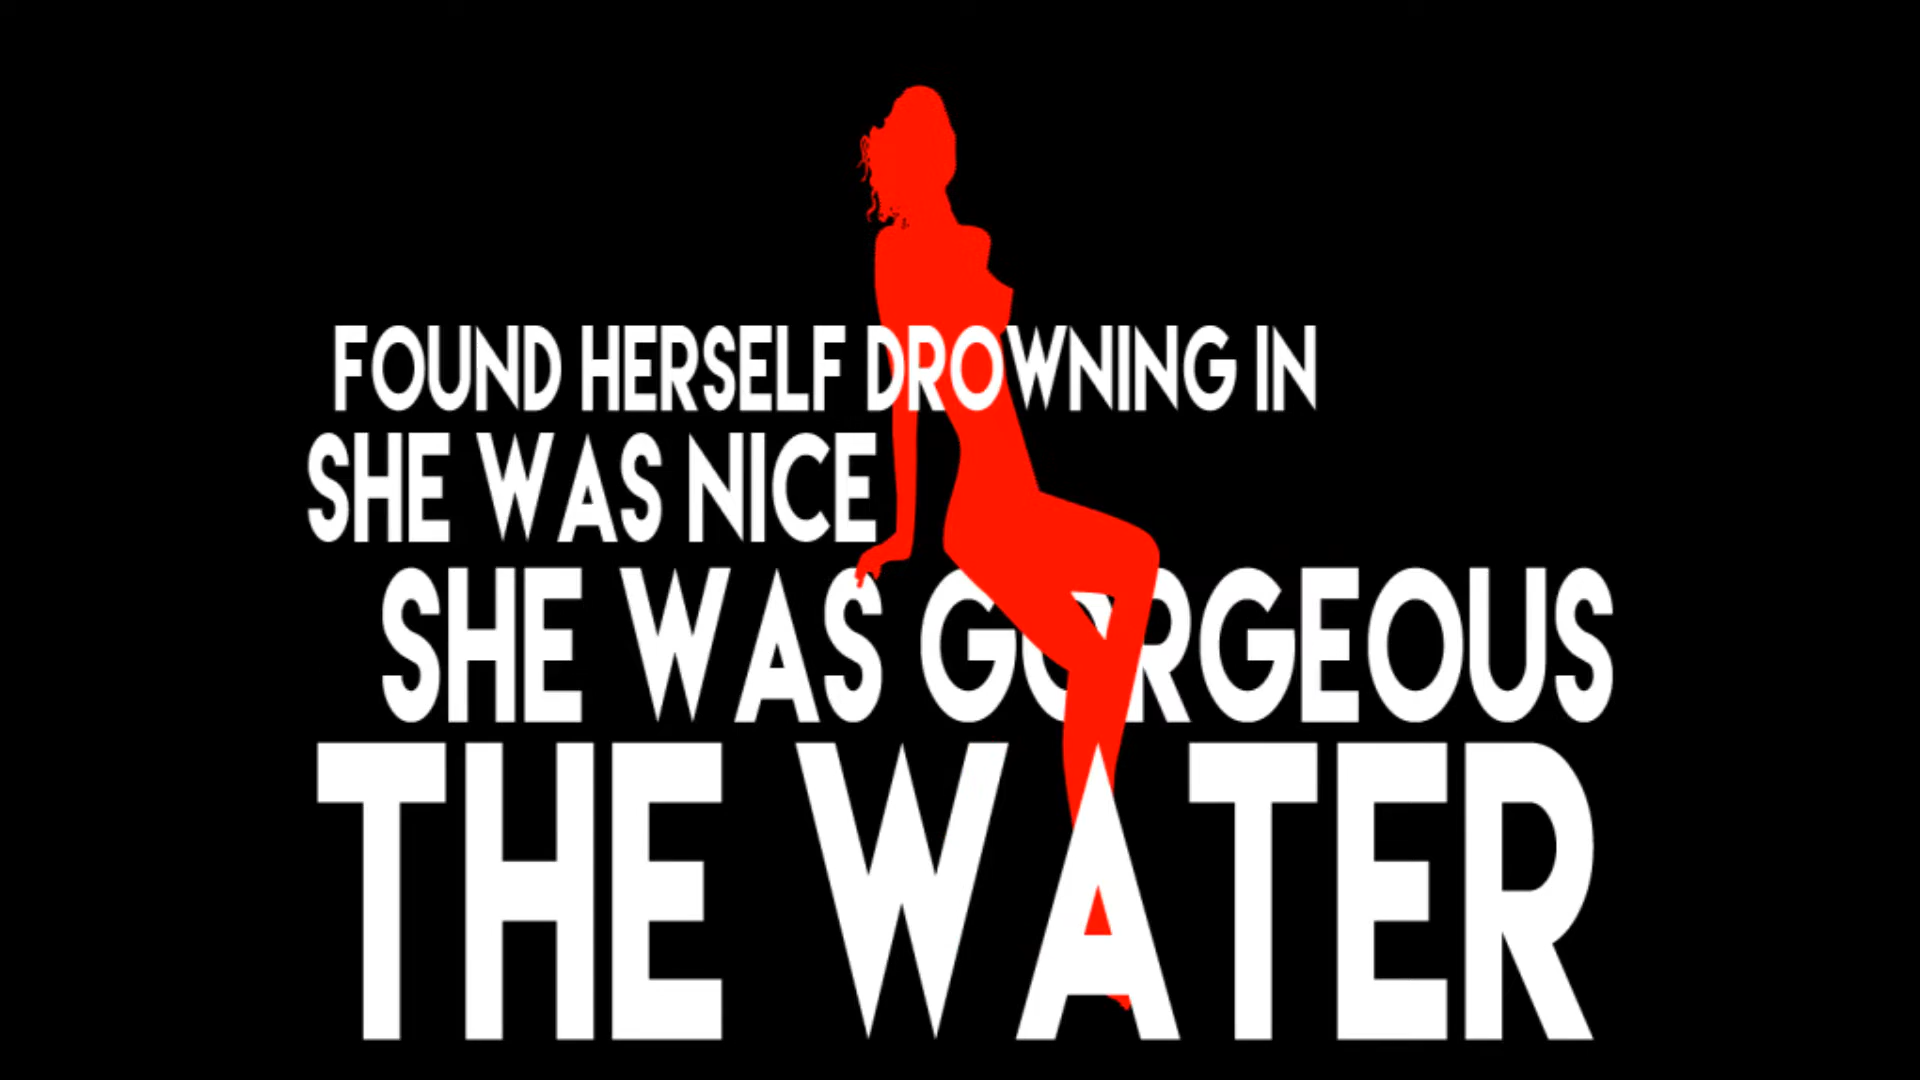 FOUND HERSELF DROWNING IN
SHE WAS NICE
SHE WAS GORGEOUS
THE WATER